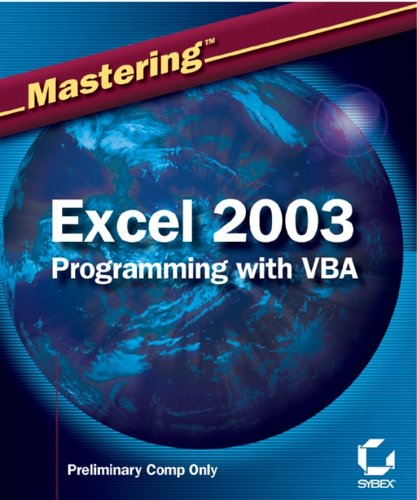 Mastering™
Excel 2003
Programming with VBA
Preliminary Comp Only
SYBEX